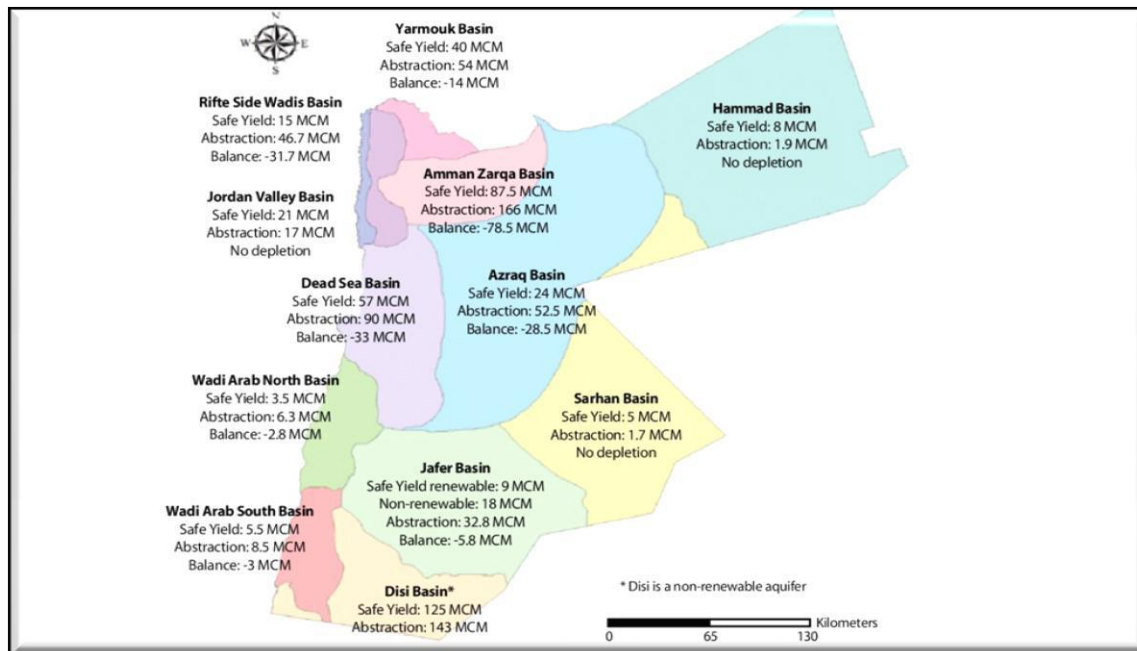 N
W E
S
Yarmouk Basin
Safe Yield: 40 MCM
Abstraction: 54 MCM
Balance: -14 MCM
Rifte Side Wadis Basin
Safe Yield: 15 MCM
Abstraction: 46.7 MCM
Balance: -31.7 MCM
Hammad Basin
Safe Yield: 8 MCM
Abstraction: 1.9 MCM
No depletion
Amman Zarqa Basin
Safe Yield: 87.5 MCM
Abstraction: 166 MCM
Balance: -78.5 MCM
Jordan Valley Basin
Safe Yield: 21 MCM
Abstraction: 17 MCM
No depletion
Dead Sea Basin
Safe Yield: 57 MCM
Abstraction: 90 MCM
Balance: -33 MCM
Azraq Basin
Safe Yield: 24 MCM
Abstraction: 52.5 MCM
Balance: -28.5 MCM
Wadi Arab North Basin
Safe Yield: 3.5 MCM
Abstraction: 6.3 MCM
Balance: -2.8 MCM
Sarhan Basin
Safe Yield: 5 MCM
Abstraction: 1.7 MCM
No depletion
Jafer Basin
Safe Yield renewable: 9 MCM
Non-renewable: 18 MCM
Abstraction: 32.8 MCM
Balance: -5.8 MCM
Wadi Arab South Basin
Safe Yield: 5.5 MCM
Abstraction: 8.5 MCM
Balance: -3 MCM
Disi Basin*
Safe Yield: 125 MCM
Abstraction: 143 MCM
* Disi is a non-renewable aquifer
Kilometers
0 65 130